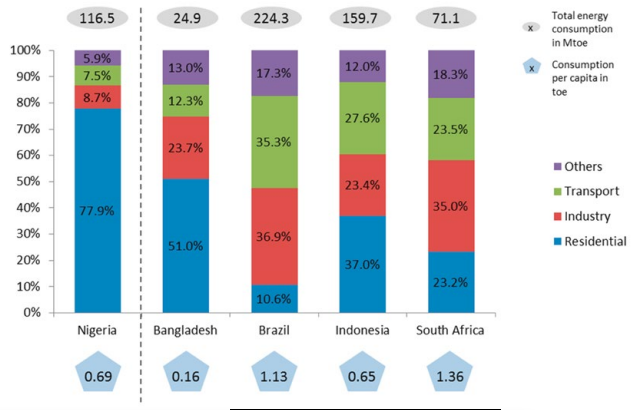 116.5 24.9 224.3 159.7 71.1
x Total energy
consumption
in Mtoe
x Consumption
per capita in
toe
100%
90%
80%
70%
60%
50%
40%
30%
20%
10%
0%
5.9%
7.5%
8.7%
77.9%
13.0%
12.3%
23.7%
51.0%
17.3%
35.3%
36.9%
10.6%
12.0%
27.6%
23.4%
37.0%
18.3%
23.5%
35.0%
23.2%
Others
Transport
Industry
Residential
Nigeria Bangladesh Brazil Indonesia South Africa
0.69 0.16 1.13 0.65 1.36